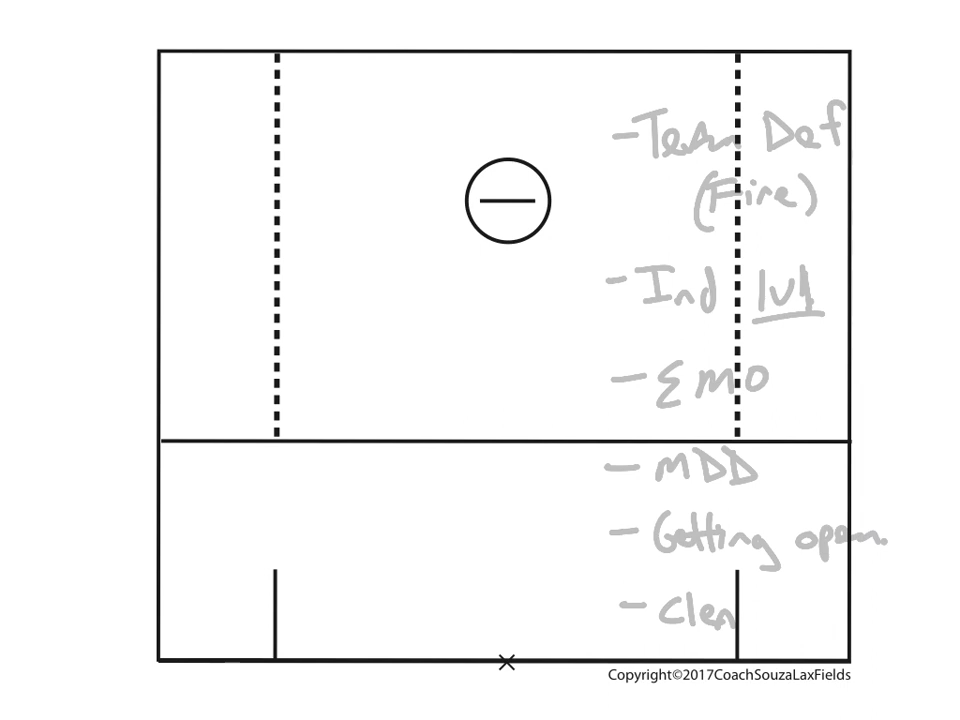 - Team Def
(Fire)
- Ind 1v1
- EMO
- MDD
- Getting open.
- Clear
Copyright©2017CoachSouzaLaxFields